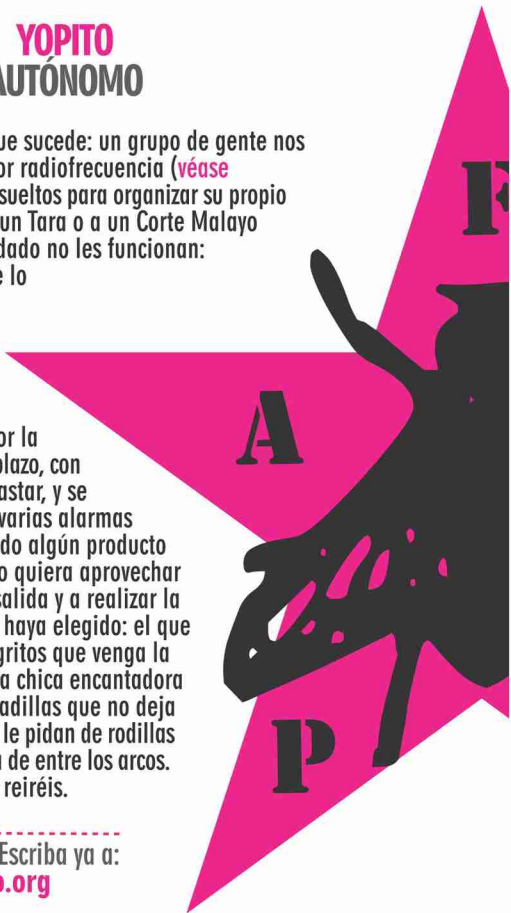 YOPITO
AUTÓNOMO
ue sucede: un grupo de gente nos
or radiofrecuencia (véase
sueltos para organizar su propio
un Tara o a un Corte Malayo
dado no les funcionan:
e lo
or la
plazo, con
astar, y se
varias alarmas
do algún producto
o quiera aprovechar
salida y a realizar la
haya elegido: el que
gritos que venga la
a chica encantadora
adillas que no deja
le pidan de rodillas
a de entre los arcos.
reiréis.
Escriba ya a:
o.org
F
A
P